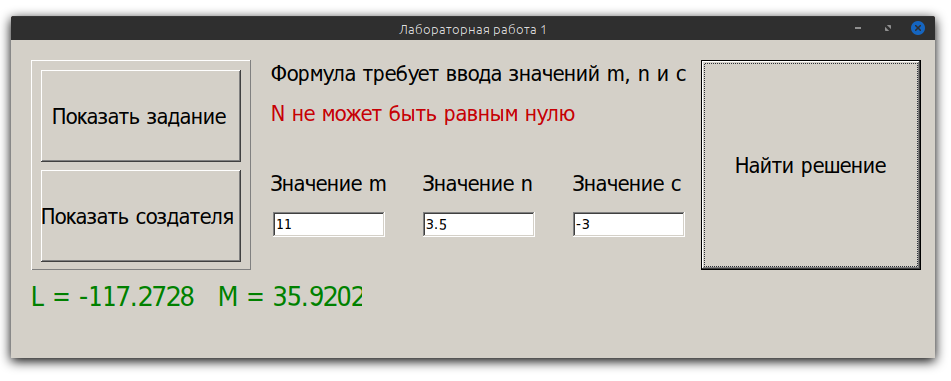 Лабораторная работа 1
Показать задание
Показать создателя
Формула требует ввода значений m, n и c
N не может быть равным нулю
Значение m
Значение n
Значение c
11
3.5
-3
Найти решение
L = -117.2728 M = 35.9202